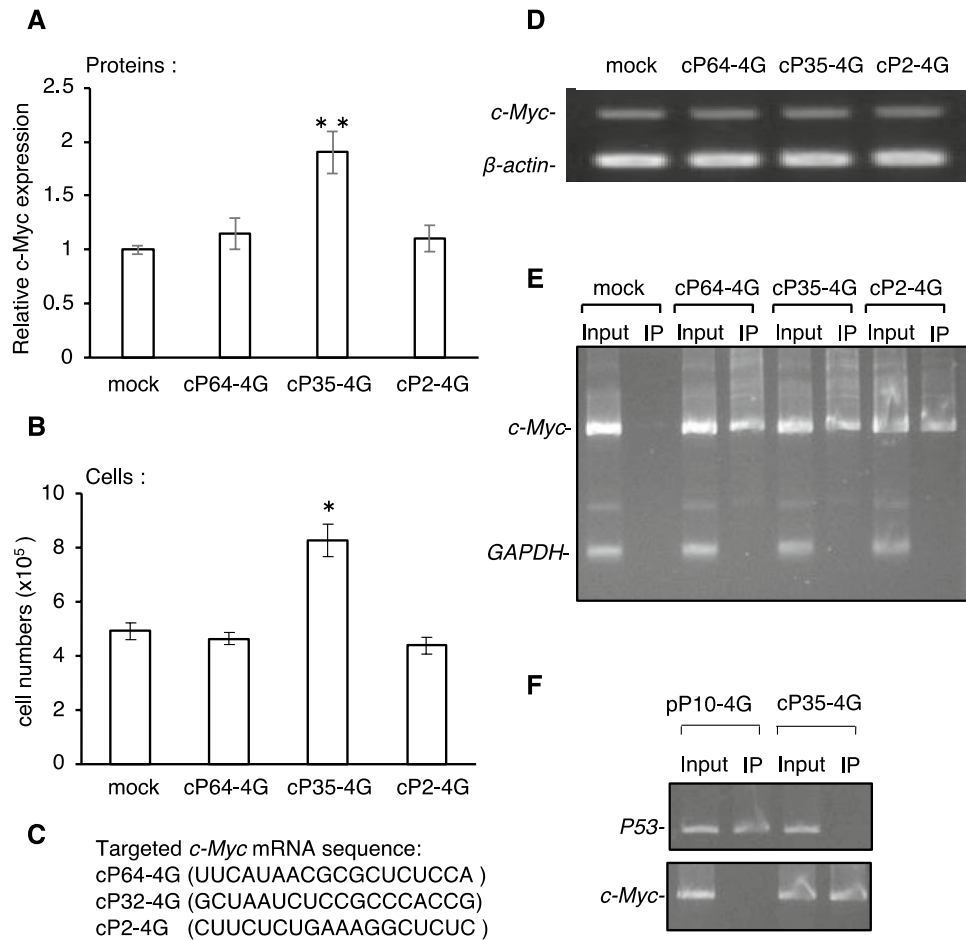 A
Proteins :
Relative c-Myc expression
2.5
2
1.5
1
0.5
0
* *
mock cP64-4G cP35-4G cP2-4G
B
Cells :
cell numbers (x10⁵)
10
8
6
4
2
0
*
mock cP64-4G cP35-4G cP2-4G
C
Targeted c-Myc mRNA sequence:
cP64-4G (UUCAUAACGCGCUCUCCA )
cP32-4G (GCUAAUCUCCGCCCACCG)
cP2-4G (CUUCUCUGAAAGGCUCUC )
D
mock cP64-4G cP35-4G cP2-4G
c-Myc-
β-actin-
E
mock cP64-4G cP35-4G cP2-4G
Input IP Input IP Input IP Input IP
c-Myc-
GAPDH-
F
pP10-4G cP35-4G
Input IP Input IP
P53-
c-Myc-